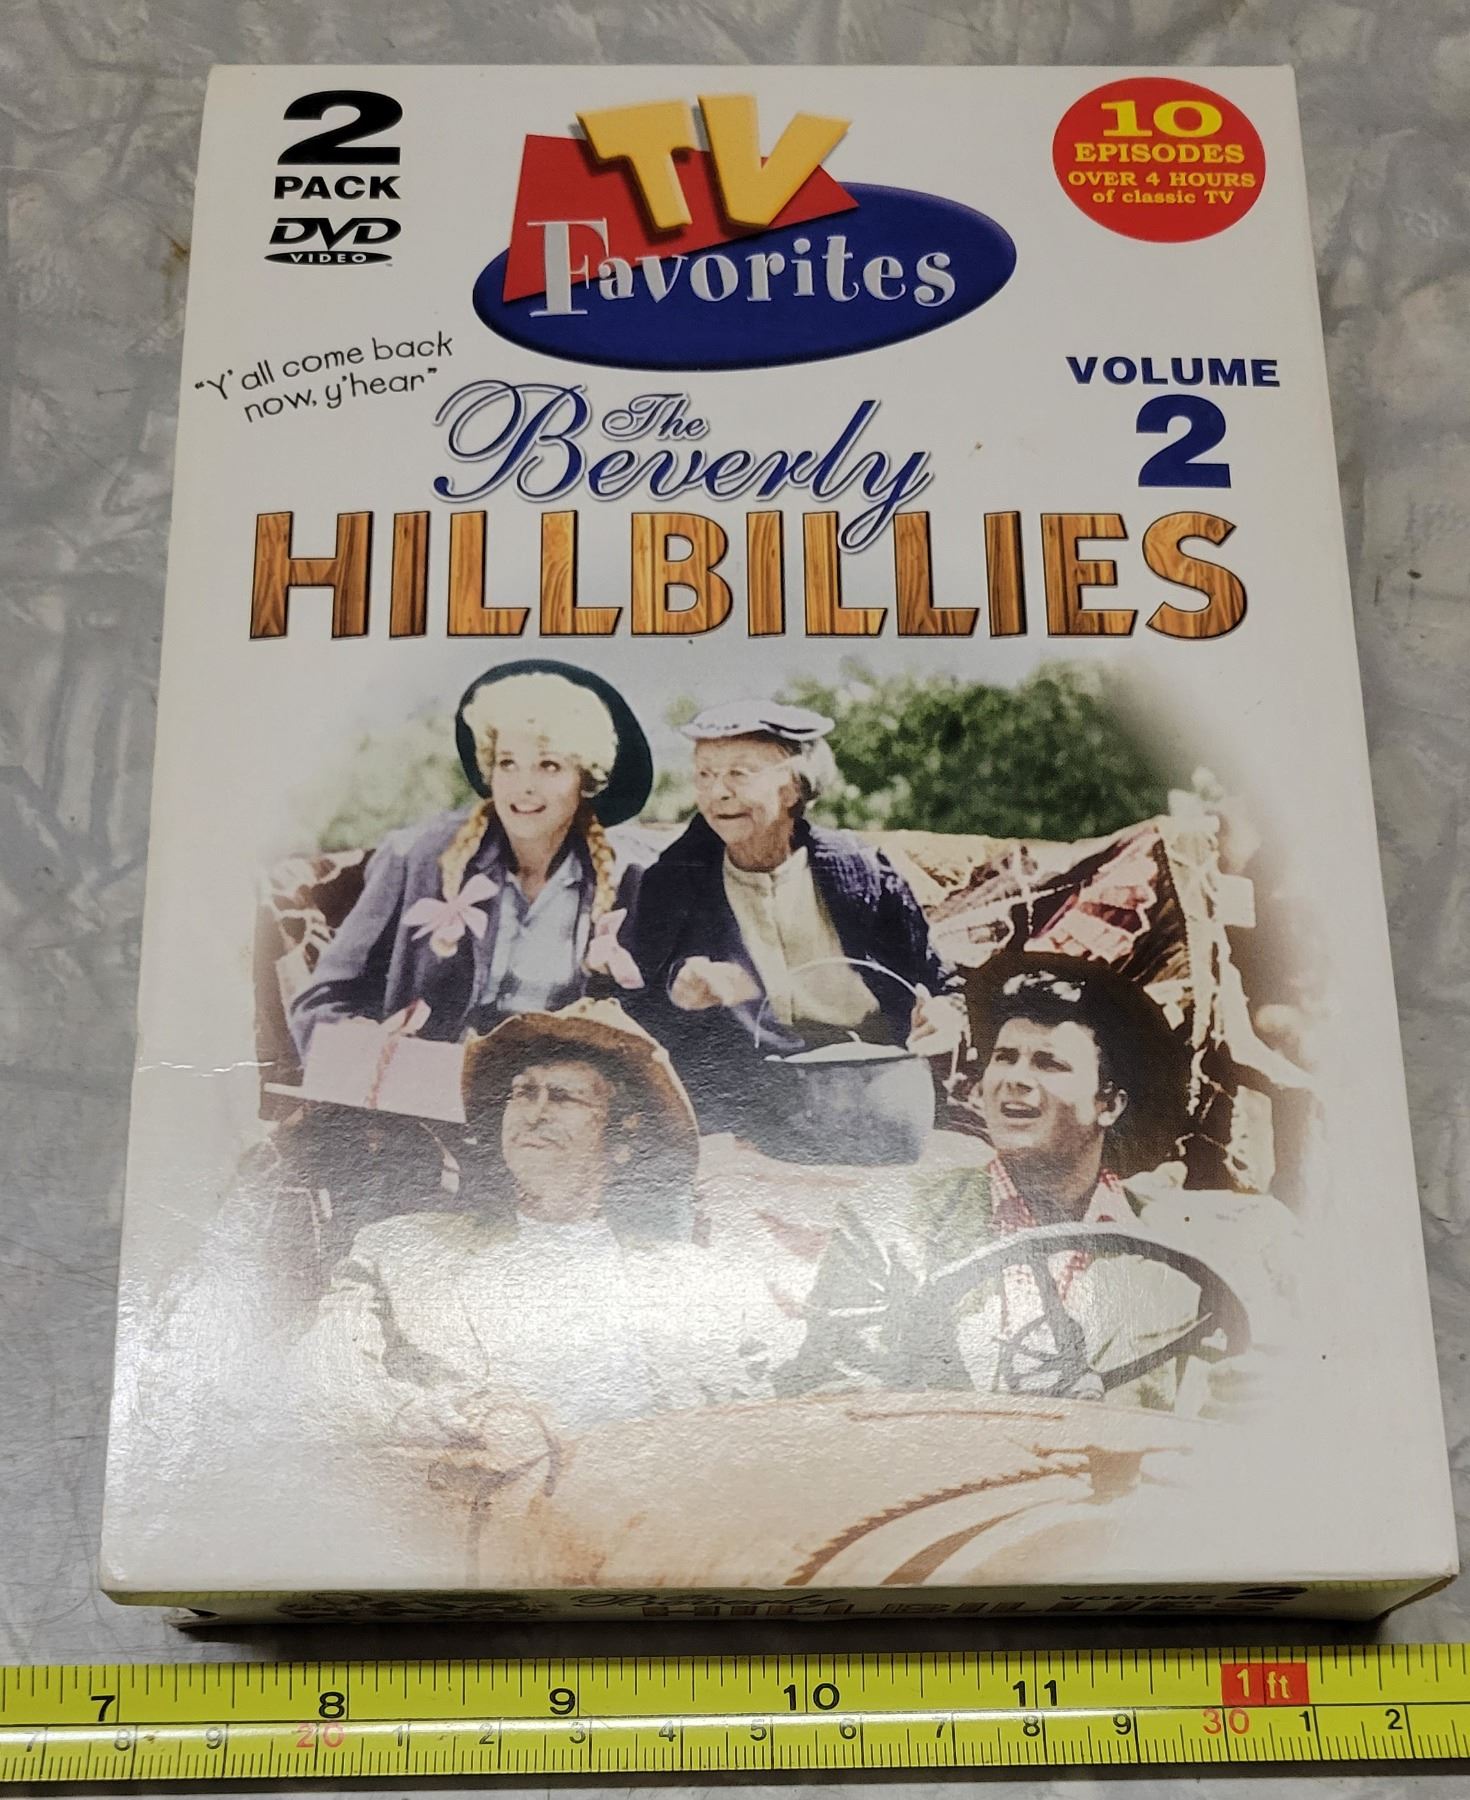 2
PACK
DVD
VIDEO
TV
Favorites
10
EPISODES
OVER 4 HOURS
of classic TV
"Y'all come back
now, y'hear"
VOLUME
2
The
Beverly
HILLBILLIES
Beverly
HILLBILLIES
VOLUME 2
7 8 9 10 11 1 ft
7 8 9 20 1 2 3 4 5 6 7 8 9 30 1 2